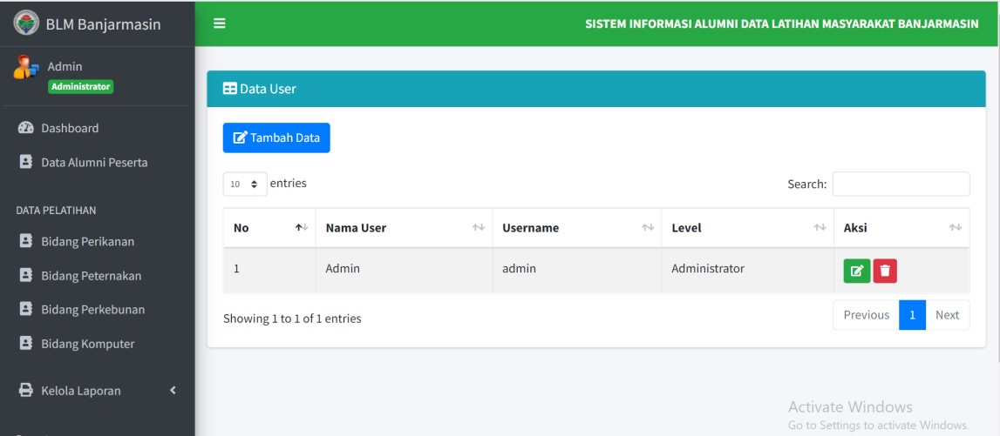 BLM Banjarmasin
SISTEM INFORMASI ALUMNI DATA LATIHAN MASYARAKAT BANJARMASIN
Admin
Administrator
Dashboard
Data Alumni Peserta
DATA PELATIHAN
Bidang Perikanan
Bidang Peternakan
Bidang Perkebunan
Bidang Komputer
Kelola Laporan
Data User
Tambah Data
10 entries
Search:
No Nama User Username Level Aksi
1 Admin admin Administrator
Showing 1 to 1 of 1 entries
Previous 1 Next
Activate Windows
Go to Settings to activate Windows.